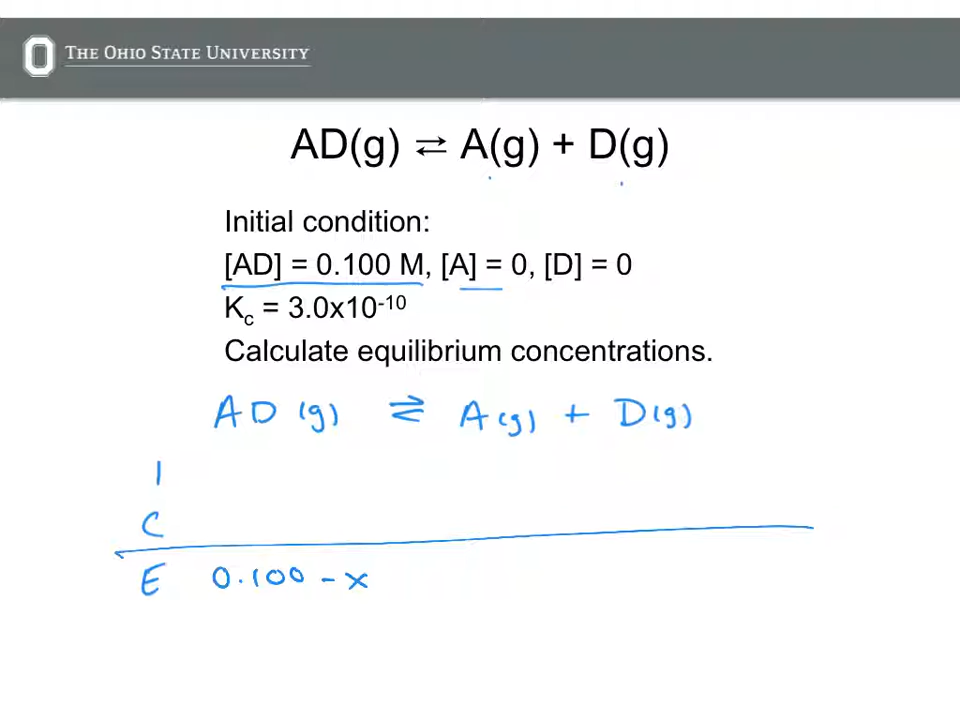 THE OHIO STATE UNIVERSITY
AD(g) ⇌ A(g) + D(g)
Initial condition:
[AD] = 0.100 M, [A] = 0, [D] = 0
Kc = 3.0x10-10
Calculate equilibrium concentrations.
AD (g) ⇌ A(g) + D(g)
I
C
E 0.100 - x